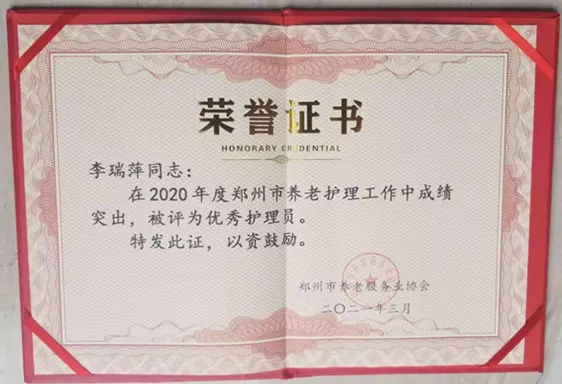 荣誉证书
HONORARY CREDENTIAL
李瑞萍同志：
在2020年度郑州市养老护理工作中成绩
突出，被评为优秀护理员。
特发此证，以资鼓励。
郑州市养老服务业协会
二〇二一年三月